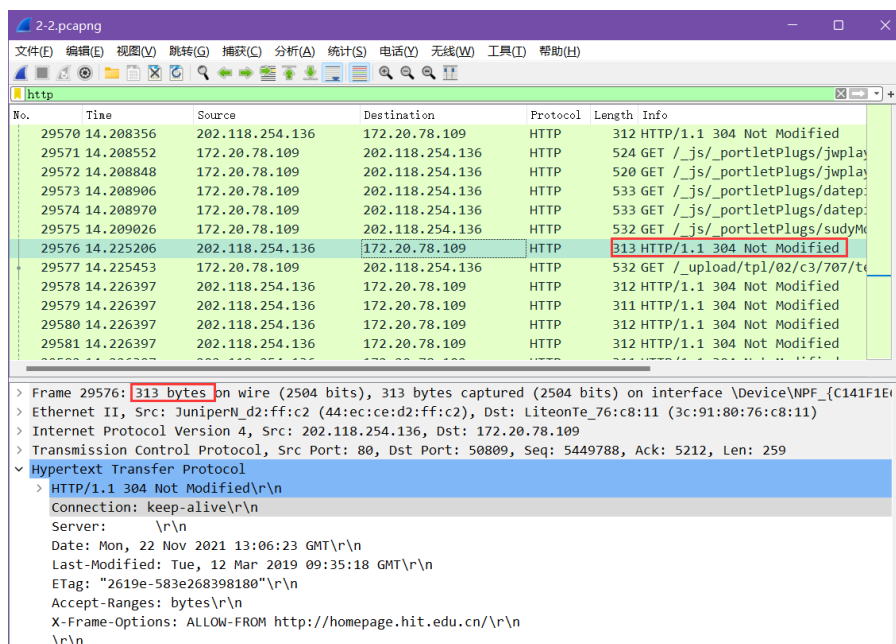 2-2.pcapng
文件(F) 编辑(E) 视图(V) 跳转(G) 捕获(C) 分析(A) 统计(S) 电话(Y) 无线(W) 工具(T) 帮助(H)
http
No. Time Source Destination Protocol Length Info
29570 14.208356 202.118.254.136 172.20.78.109 HTTP 312 HTTP/1.1 304 Not Modified
29571 14.208552 172.20.78.109 202.118.254.136 HTTP 524 GET /_js/_portletPlugs/jwplay
29572 14.208848 172.20.78.109 202.118.254.136 HTTP 520 GET /_js/_portletPlugs/jwplay
29573 14.208906 172.20.78.109 202.118.254.136 HTTP 533 GET /_js/_portletPlugs/datepi
29574 14.208970 172.20.78.109 202.118.254.136 HTTP 533 GET /_js/_portletPlugs/datepi
29575 14.209026 172.20.78.109 202.118.254.136 HTTP 532 GET /_js/_portletPlugs/sudyMo
29576 14.225206 202.118.254.136 172.20.78.109 HTTP 313 HTTP/1.1 304 Not Modified
29577 14.225453 172.20.78.109 202.118.254.136 HTTP 532 GET /_upload/tpl/02/c3/707/te
29578 14.226397 202.118.254.136 172.20.78.109 HTTP 312 HTTP/1.1 304 Not Modified
29579 14.226397 202.118.254.136 172.20.78.109 HTTP 311 HTTP/1.1 304 Not Modified
29580 14.226397 202.118.254.136 172.20.78.109 HTTP 312 HTTP/1.1 304 Not Modified
29581 14.226397 202.118.254.136 172.20.78.109 HTTP 312 HTTP/1.1 304 Not Modified
Frame 29576: 313 bytes on wire (2504 bits), 313 bytes captured (2504 bits) on interface \Device\NPF_{C141F1E
Ethernet II, Src: JuniperN_d2:ff:c2 (44:ec:ce:d2:ff:c2), Dst: LiteonTe_76:c8:11 (3c:91:80:76:c8:11)
Internet Protocol Version 4, Src: 202.118.254.136, Dst: 172.20.78.109
Transmission Control Protocol, Src Port: 80, Dst Port: 50809, Seq: 5449788, Ack: 5212, Len: 259
Hypertext Transfer Protocol
HTTP/1.1 304 Not Modified\r\n
Connection: keep-alive\r\n
Server: \r\n
Date: Mon, 22 Nov 2021 13:06:23 GMT\r\n
Last-Modified: Tue, 12 Mar 2019 09:35:18 GMT\r\n
ETag: "2619e-583e268398180"\r\n
Accept-Ranges: bytes\r\n
X-Frame-Options: ALLOW-FROM http://homepage.hit.edu.cn/\r\n
\r\n